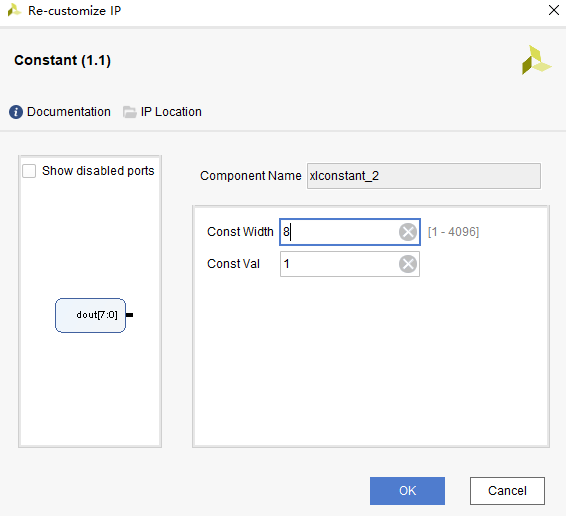 Re-customize IP
Constant (1.1)
Documentation IP Location
Show disabled ports
dout[7:0]
Component Name xlconstant_2
Const Width 8 [1 - 4096]
Const Val 1
OK Cancel